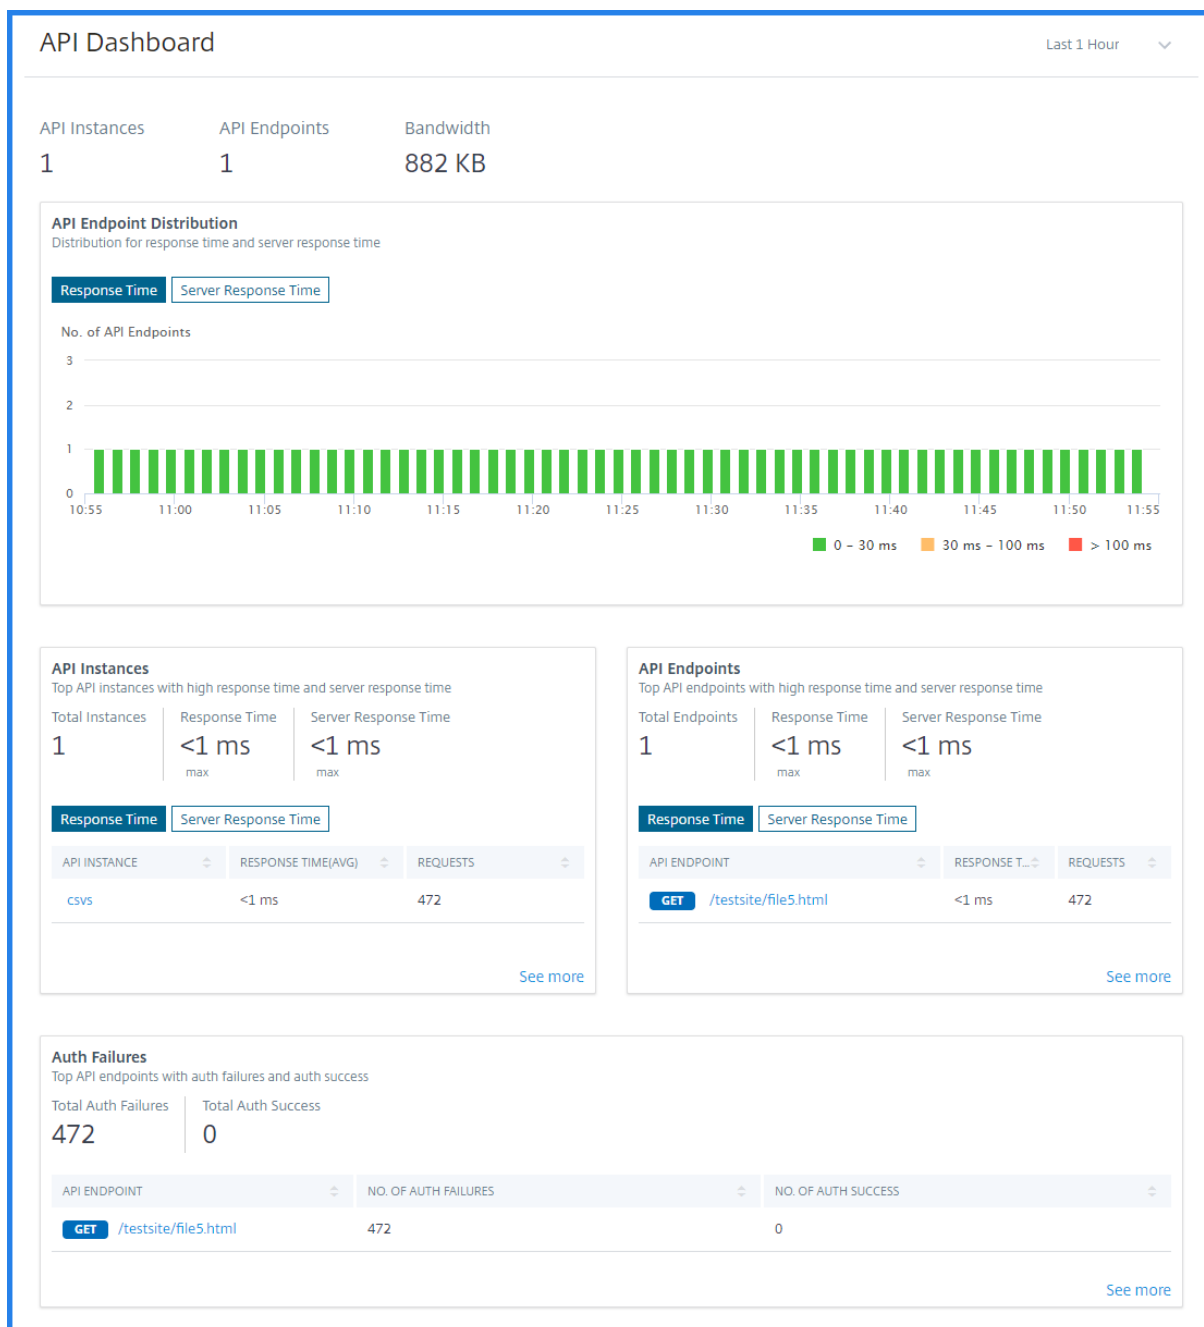 API Dashboard
Last 1 Hour
API Instances API Endpoints Bandwidth
1 1 882 KB
API Endpoint Distribution
Distribution for response time and server response time
Response Time Server Response Time
No. of API Endpoints
3
2
1
0
10:55 11:00 11:05 11:10 11:15 11:20 11:25 11:30 11:35 11:40 11:45 11:50 11:55
0 – 30 ms 30 ms – 100 ms > 100 ms
API Instances
Top API instances with high response time and server response time
Total Instances Response Time Server Response Time
1 <1 ms <1 ms
max max
Response Time Server Response Time
API INSTANCE RESPONSE TIME(AVG) REQUESTS
csvs <1 ms 472
See more
API Endpoints
Top API endpoints with high response time and server response time
Total Endpoints Response Time Server Response Time
1 <1 ms <1 ms
max max
Response Time Server Response Time
API ENDPOINT RESPONSE T... REQUESTS
GET /testsite/file5.html <1 ms 472
See more
Auth Failures
Top API endpoints with auth failures and auth success
Total Auth Failures Total Auth Success
472 0
API ENDPOINT NO. OF AUTH FAILURES NO. OF AUTH SUCCESS
GET /testsite/file5.html 472 0
See more